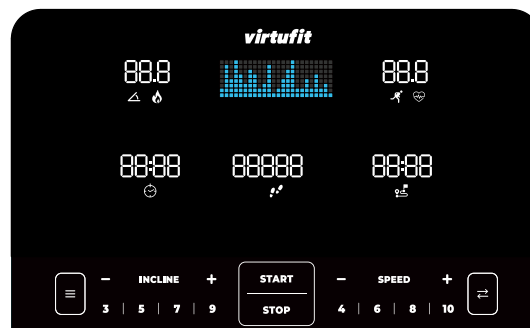 virtufit
88.8 88.8
88:88 88888 88:88
− INCLINE + START − SPEED +
3 | 5 | 7 | 9 STOP 4 | 6 | 8 | 10